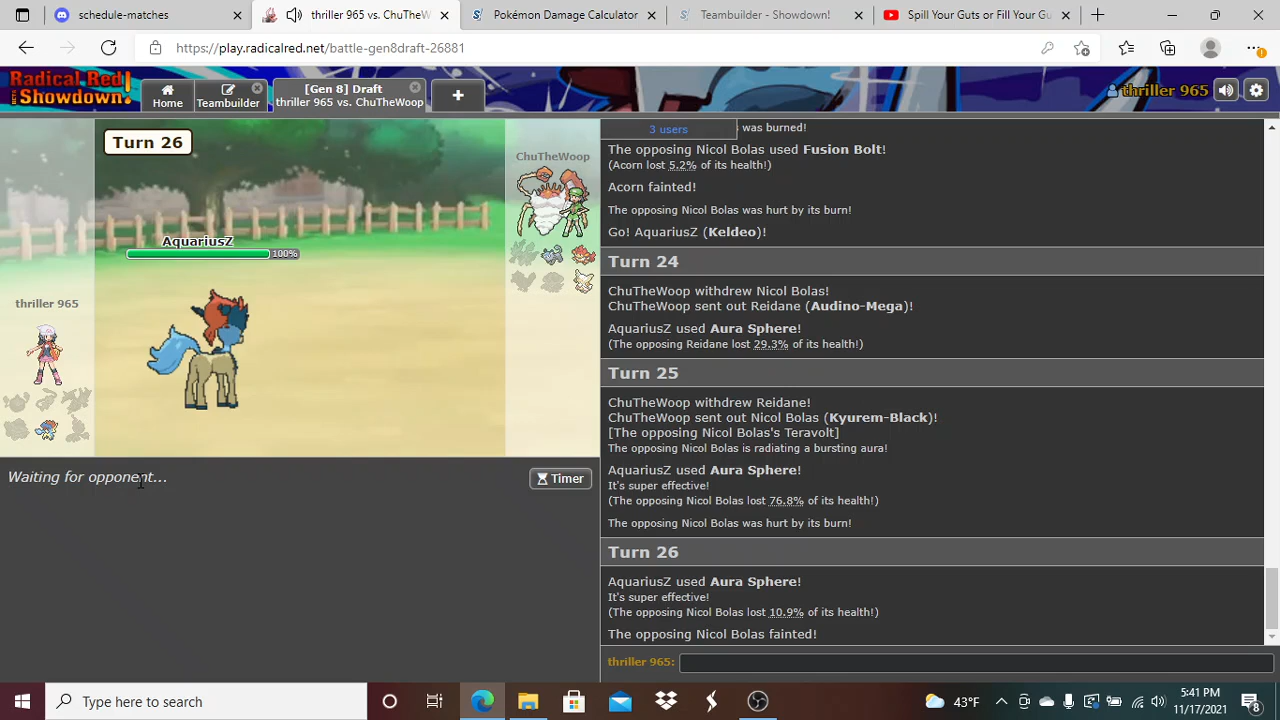 schedule-matches
thriller 965 vs. ChuTheW
Pokémon Damage Calculator
Teambuilder - Showdown!
Spill Your Guts or Fill Your Gu
https://play.radicalred.net/battle-gen8draft-26881
Radical Red
Showdown!
Home
Teambuilder
[Gen 8] Draft
thriller 965 vs. ChuTheWoop
thriller 965
Turn 26
ChuTheWoop
AquariusZ
100%
thriller 965
Waiting for opponent...
Timer
3 users
s was burned!
The opposing Nicol Bolas used Fusion Bolt!
(Acorn lost 5.2% of its health!)
Acorn fainted!
The opposing Nicol Bolas was hurt by its burn!
Go! AquariusZ (Keldeo)!
Turn 24
ChuTheWoop withdrew Nicol Bolas!
ChuTheWoop sent out Reidane (Audino-Mega)!
AquariusZ used Aura Sphere!
(The opposing Reidane lost 29.3% of its health!)
Turn 25
ChuTheWoop withdrew Reidane!
ChuTheWoop sent out Nicol Bolas (Kyurem-Black)!
[The opposing Nicol Bolas's Teravolt]
The opposing Nicol Bolas is radiating a bursting aura!
AquariusZ used Aura Sphere!
It's super effective!
(The opposing Nicol Bolas lost 76.8% of its health!)
The opposing Nicol Bolas was hurt by its burn!
Turn 26
AquariusZ used Aura Sphere!
It's super effective!
(The opposing Nicol Bolas lost 10.9% of its health!)
The opposing Nicol Bolas fainted!
thriller 965:
Type here to search
43°F
5:41 PM
11/17/2021
8